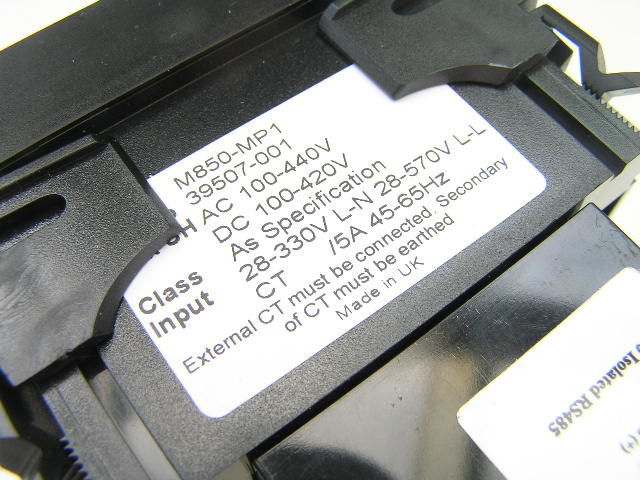 M850-MP1
39507-001
AC 100-440V
DC 100-420V
Class As Specification
Input 28-330V L-N 28-570V L-L
CT /5A 45-65Hz
External CT must be connected. Secondary
of CT must be earthed
Made in UK
Isolated RS485
(+)